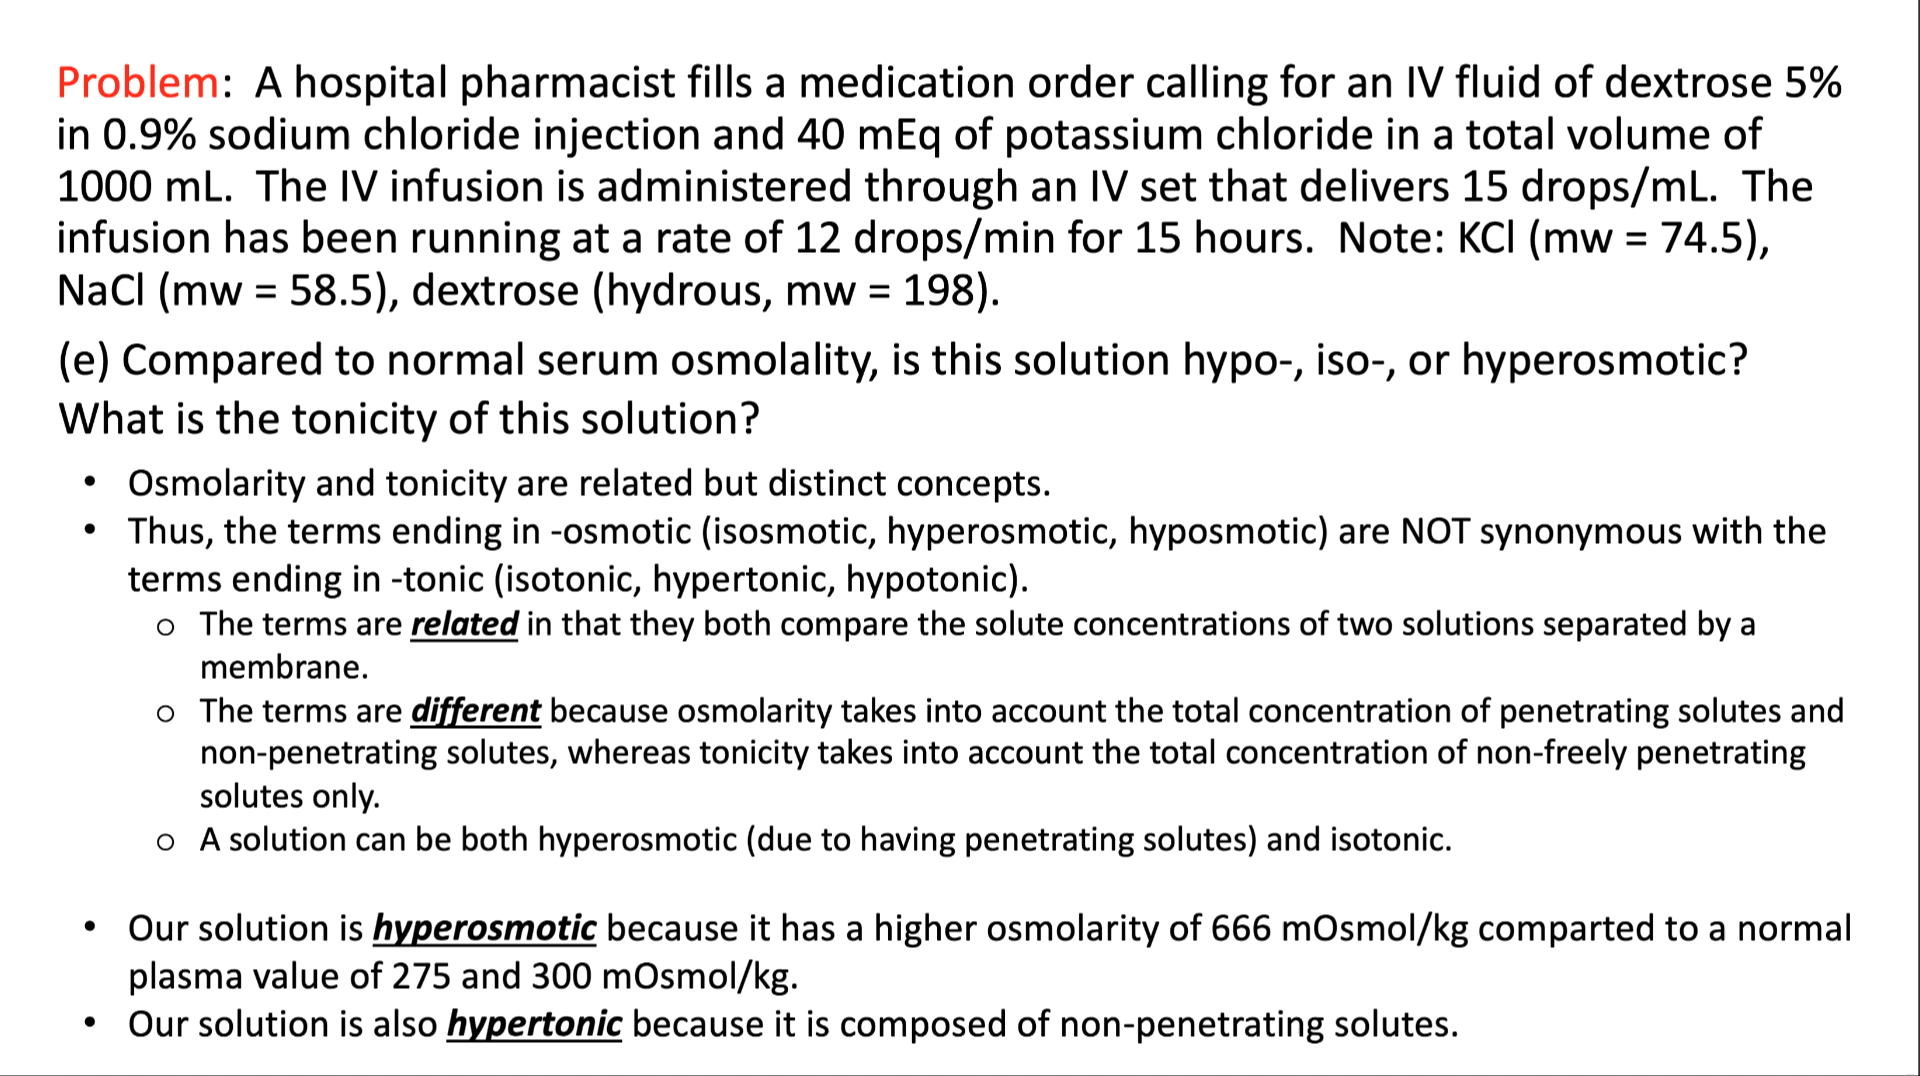 Problem: A hospital pharmacist fills a medication order calling for an IV fluid of dextrose 5%
in 0.9% sodium chloride injection and 40 mEq of potassium chloride in a total volume of
1000 mL. The IV infusion is administered through an IV set that delivers 15 drops/mL. The
infusion has been running at a rate of 12 drops/min for 15 hours. Note: KCl (mw = 74.5),
NaCl (mw = 58.5), dextrose (hydrous, mw = 198).
(e) Compared to normal serum osmolality, is this solution hypo-, iso-, or hyperosmotic?
What is the tonicity of this solution?
• Osmolarity and tonicity are related but distinct concepts.
• Thus, the terms ending in -osmotic (isosmotic, hyperosmotic, hyposmotic) are NOT synonymous with the
terms ending in -tonic (isotonic, hypertonic, hypotonic).
o The terms are related in that they both compare the solute concentrations of two solutions separated by a
membrane.
o The terms are different because osmolarity takes into account the total concentration of penetrating solutes and
non-penetrating solutes, whereas tonicity takes into account the total concentration of non-freely penetrating
solutes only.
o A solution can be both hyperosmotic (due to having penetrating solutes) and isotonic.
• Our solution is hyperosmotic because it has a higher osmolarity of 666 mOsmol/kg comparted to a normal
plasma value of 275 and 300 mOsmol/kg.
• Our solution is also hypertonic because it is composed of non-penetrating solutes.